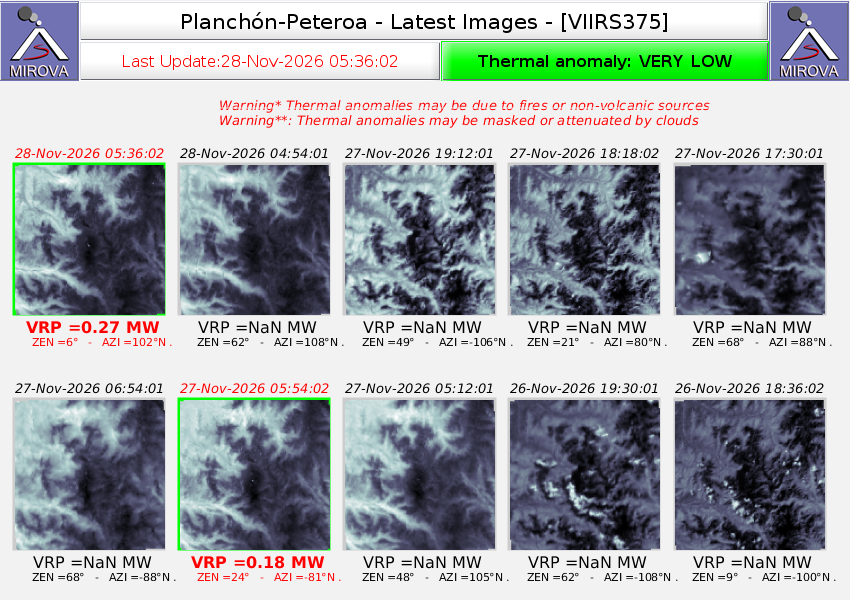 Planchón-Peteroa - Latest Images - [VIIRS375]
MIROVA
Last Update:28-Nov-2026 05:36:02
Thermal anomaly: VERY LOW
MIROVA
Warning* Thermal anomalies may be due to fires or non-volcanic sources
Warning**: Thermal anomalies may be masked or attenuated by clouds
28-Nov-2026 05:36:02
28-Nov-2026 04:54:01
27-Nov-2026 19:12:01
27-Nov-2026 18:18:02
27-Nov-2026 17:30:01
VRP =0.27 MW
VRP =NaN MW
VRP =NaN MW
VRP =NaN MW
VRP =NaN MW
ZEN =6° - AZI =102°N .
ZEN =62° - AZI =108°N .
ZEN =49° - AZI =-106°N .
ZEN =21° - AZI =80°N .
ZEN =68° - AZI =88°N .
27-Nov-2026 06:54:01
27-Nov-2026 05:54:02
27-Nov-2026 05:12:01
26-Nov-2026 19:30:01
26-Nov-2026 18:36:02
VRP =NaN MW
VRP =0.18 MW
VRP =NaN MW
VRP =NaN MW
VRP =NaN MW
ZEN =68° - AZI =-88°N .
ZEN =24° - AZI =-81°N .
ZEN =48° - AZI =105°N .
ZEN =62° - AZI =-108°N .
ZEN =9° - AZI =-100°N .